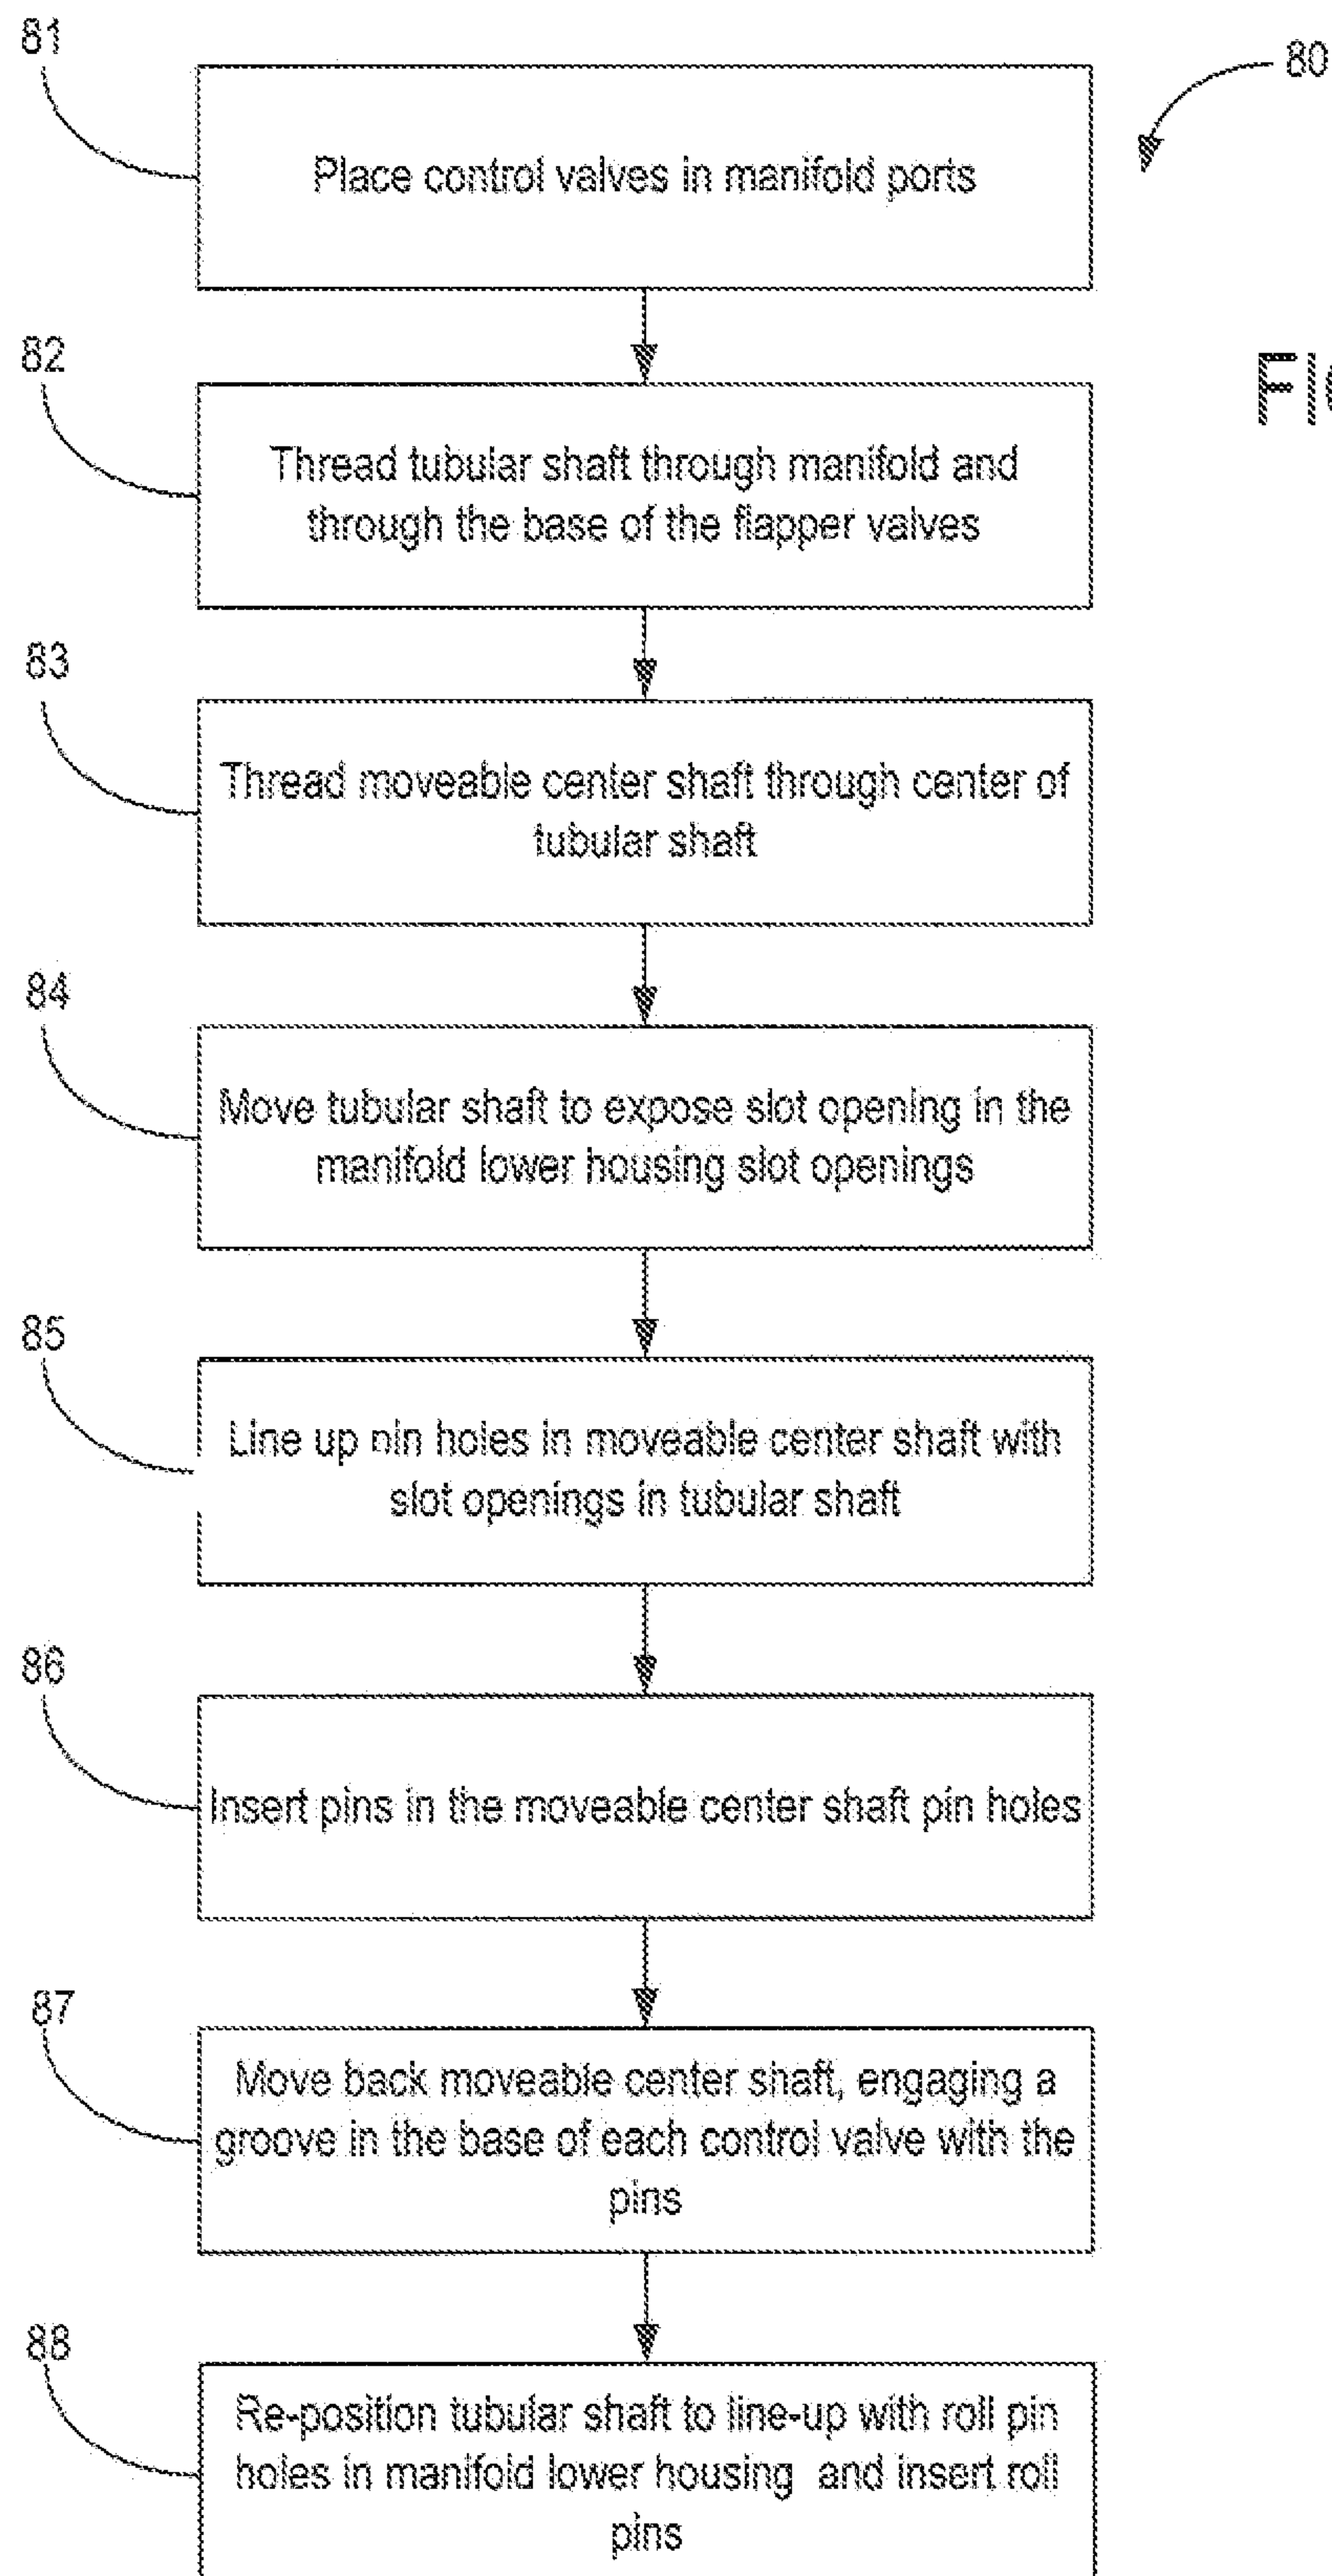 81
80
Place control valves in manifold ports
82
Thread tubular shaft through manifold and
through the base of the flapper valves
83
Thread moveable center shaft through center of
tubular shaft
84
Move tubular shaft to expose slot opening in the
manifold lower housing slot openings
85
Line up pin holes in moveable center shaft with
slot openings in tubular shaft
86
Insert pins in the moveable center shaft pin holes
87
Move back moveable center shaft, engaging a
groove in the base of each control valve with the
pins
88
Re-position tubular shaft to line-up with roll pin
holes in manifold lower housing and insert roll
pins